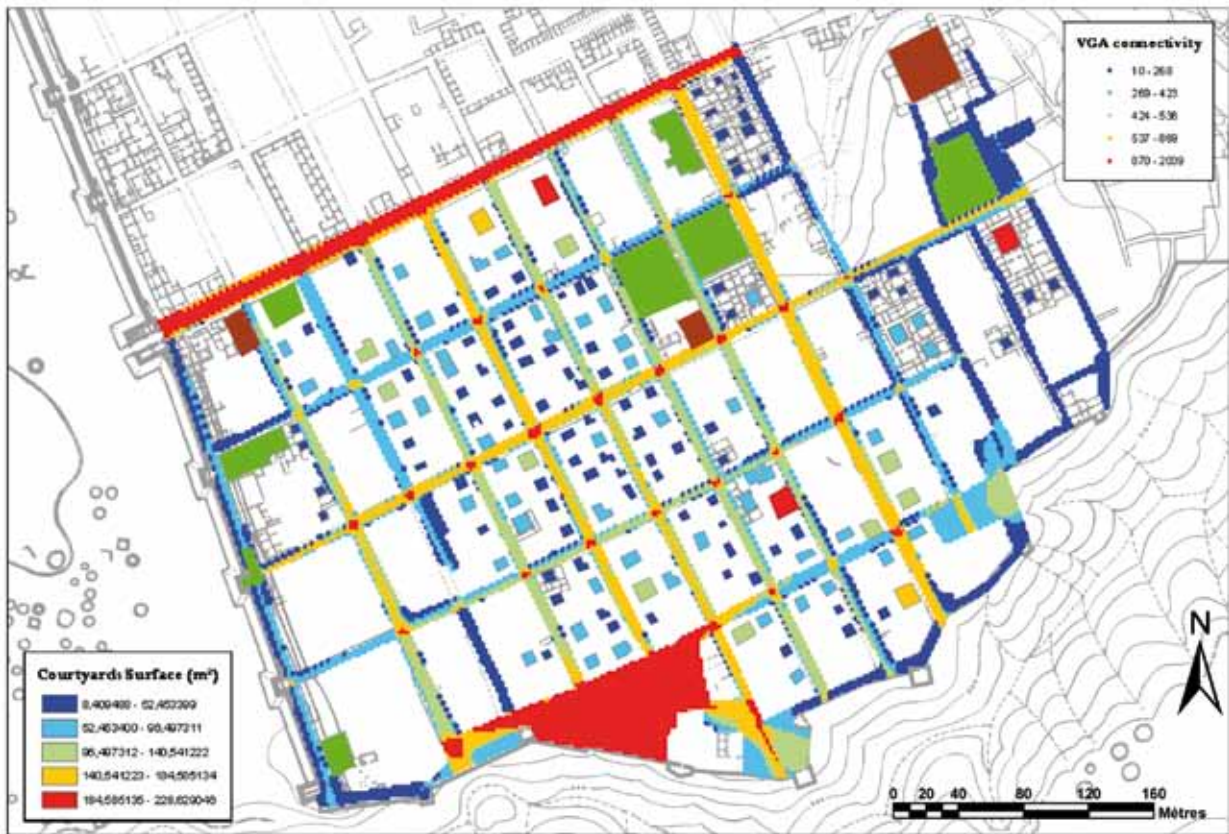 VGA connectivity
10 - 268
269 - 423
424 - 536
537 - 869
870 - 2009
N
Courtyards Surface (m²)
8,409488 - 52,453399
52,453400 - 96,497311
96,497312 - 140,541222
140,541223 - 184,585134
184,585135 - 228,629046
0 20 40 80 120 160
Mètres